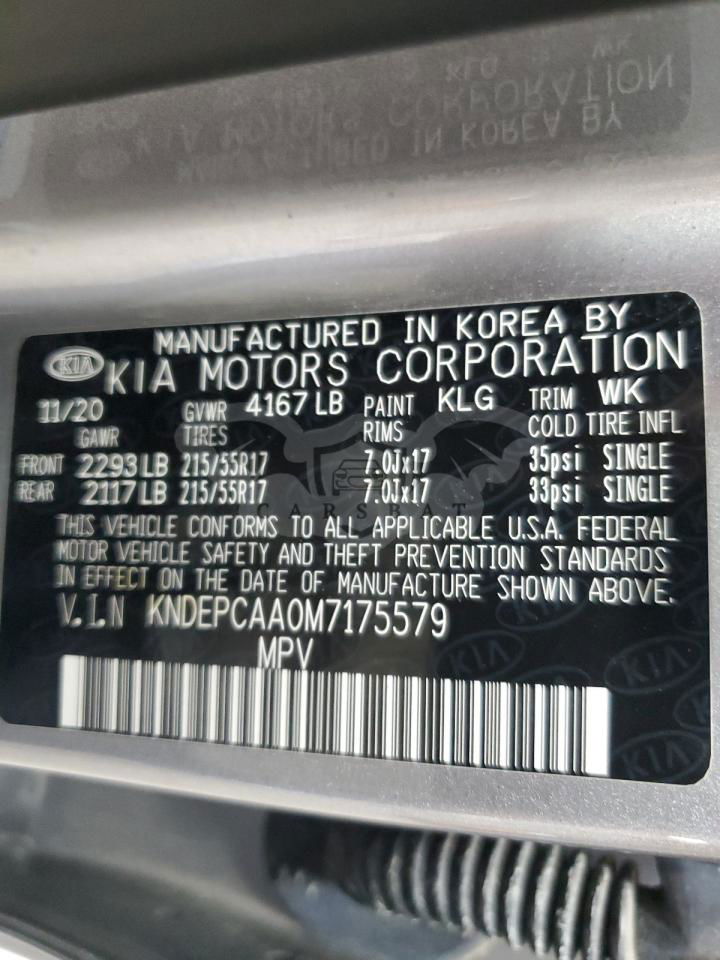 MANUFACTURED IN KOREA BY
KIA KIA MOTORS CORPORATION
11/20 GVWR 4167 LB PAINT KLG TRIM WK
GAWR TIRES RIMS COLD TIRE INFL
FRONT 2293 LB 215/55R17 7.0Jx17 35psi SINGLE
REAR 2117 LB 215/55R17 7.0Jx17 33psi SINGLE
CARSBAT
THIS VEHICLE CONFORMS TO ALL APPLICABLE U.S.A. FEDERAL
MOTOR VEHICLE SAFETY AND THEFT PREVENTION STANDARDS
IN EFFECT ON THE DATE OF MANUFACTURE SHOWN ABOVE.
V.I.N KNDEPCAA0M7175579
MPV